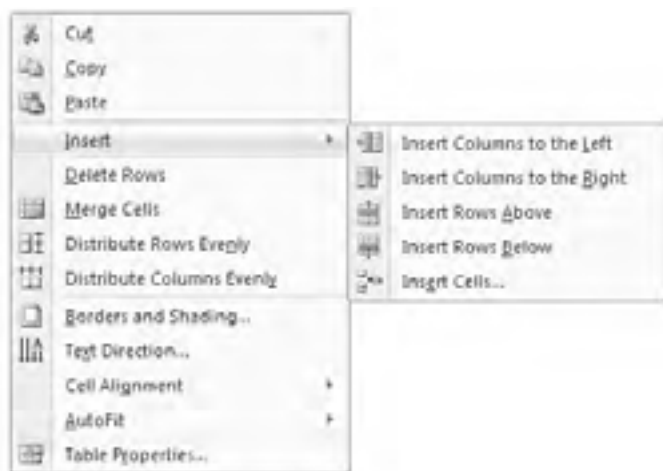 Cut
Copy
Paste
Insert
Delete Rows
Merge Cells
Distribute Rows Evenly
Distribute Columns Evenly
Borders and Shading...
Text Direction...
Cell Alignment
AutoFit
Table Properties...
Insert Columns to the Left
Insert Columns to the Right
Insert Rows Above
Insert Rows Below
Insert Cells...